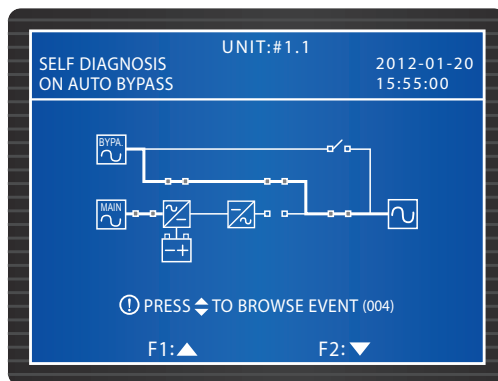 UNIT:#1.1
SELF DIAGNOSIS
ON AUTO BYPASS
2012-01-20
15:55:00
BYPA.
MAIN
PRESS TO BROWSE EVENT (004)
F1: F2: